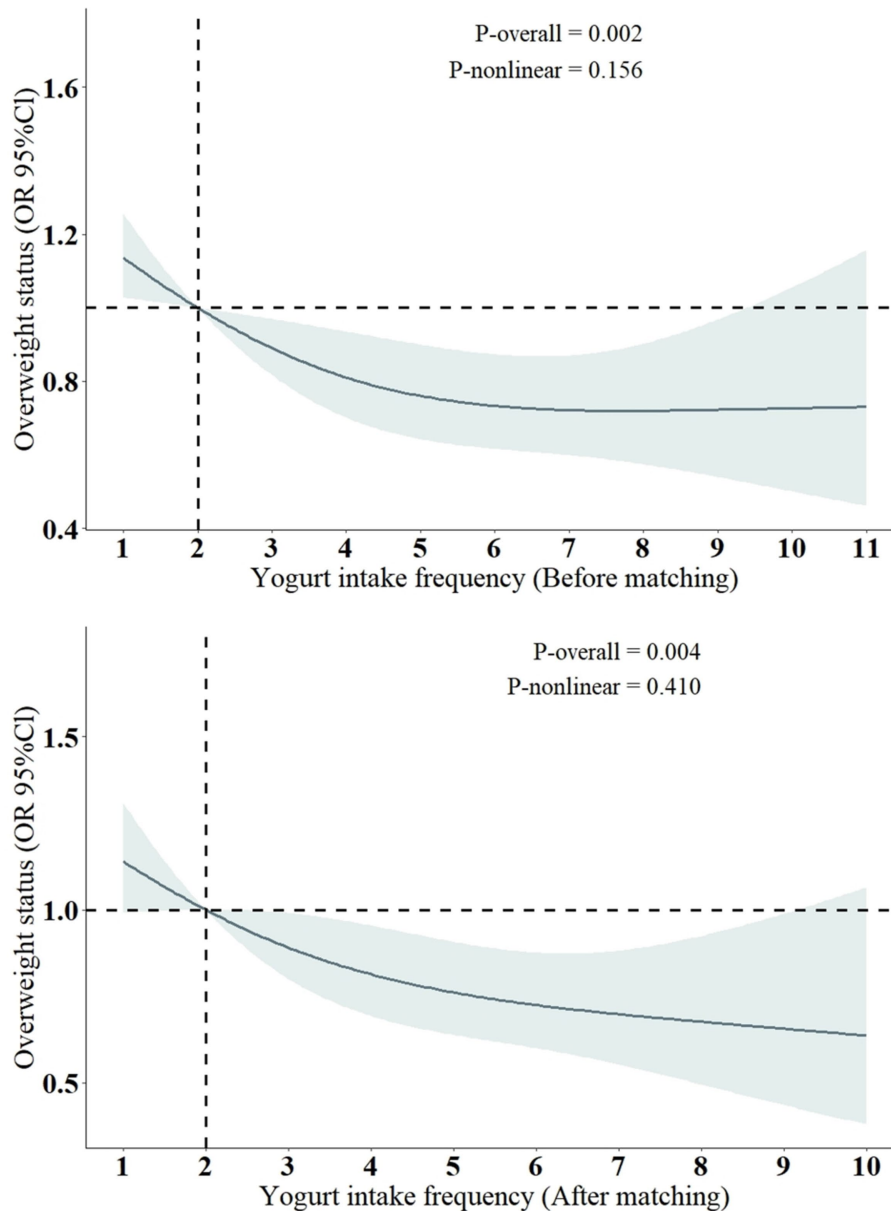 P-overall = 0.002
P-nonlinear = 0.156
Overweight status (OR 95%CI)
1.6
1.2
0.8
0.4
1 2 3 4 5 6 7 8 9 10 11
Yogurt intake frequency (Before matching)
P-overall = 0.004
P-nonlinear = 0.410
Overweight status (OR 95%CI)
1.5
1.0
0.5
1 2 3 4 5 6 7 8 9 10
Yogurt intake frequency (After matching)